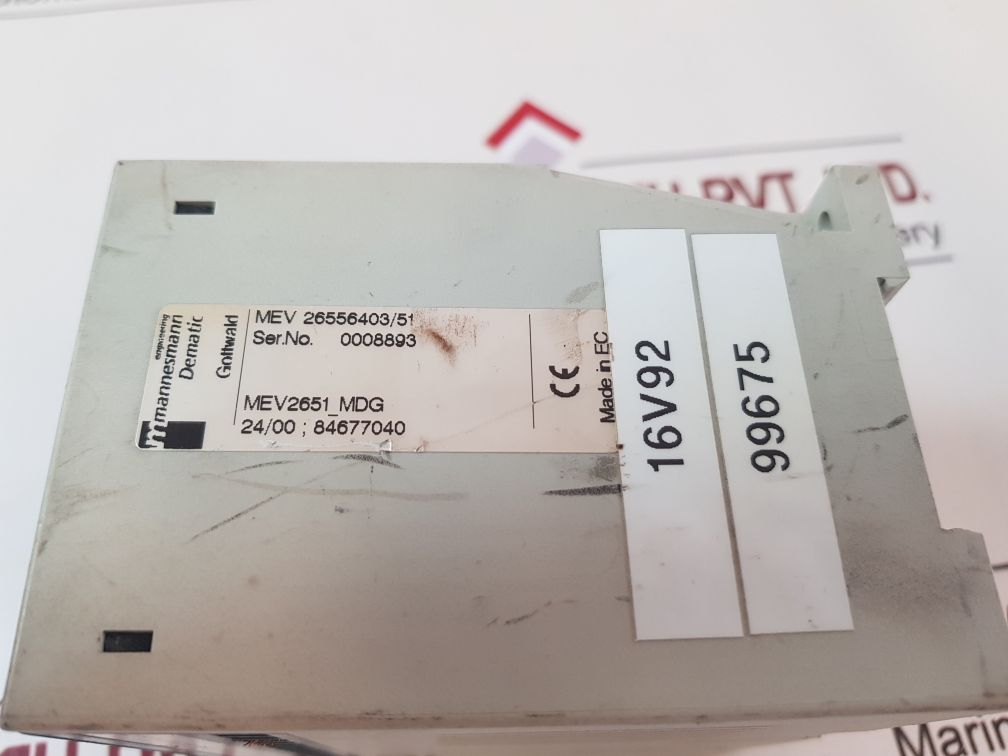 MEV 26556403/51
Ser.No. 0008893
MEV2651_MDG
24/00 ; 84677040
engineering
mannesmann
Dematic
Gottwald
CE
Made in EC
16V92
99675
PVT.
Marin